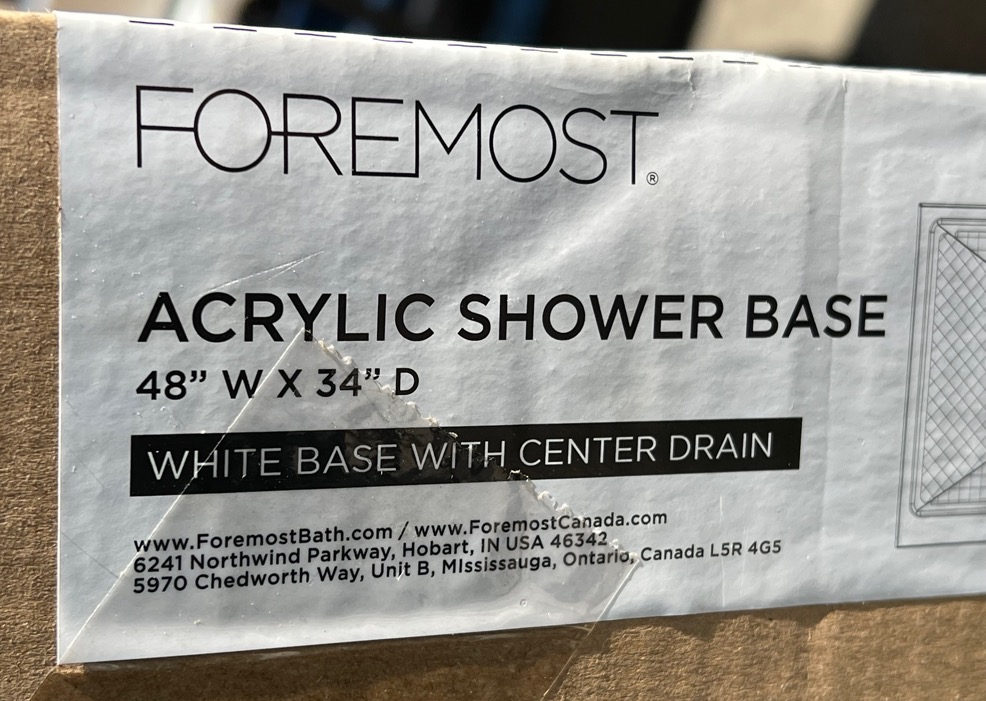 FOREMOST®
ACRYLIC SHOWER BASE
48” W X 34” D
WHITE BASE WITH CENTER DRAIN
www.ForemostBath.com / www.ForemostCanada.com
6241 Northwind Parkway, Hobart, IN USA 46342
5970 Chedworth Way, Unit B, MIssissauga, Ontario, Canada L5R 4G5